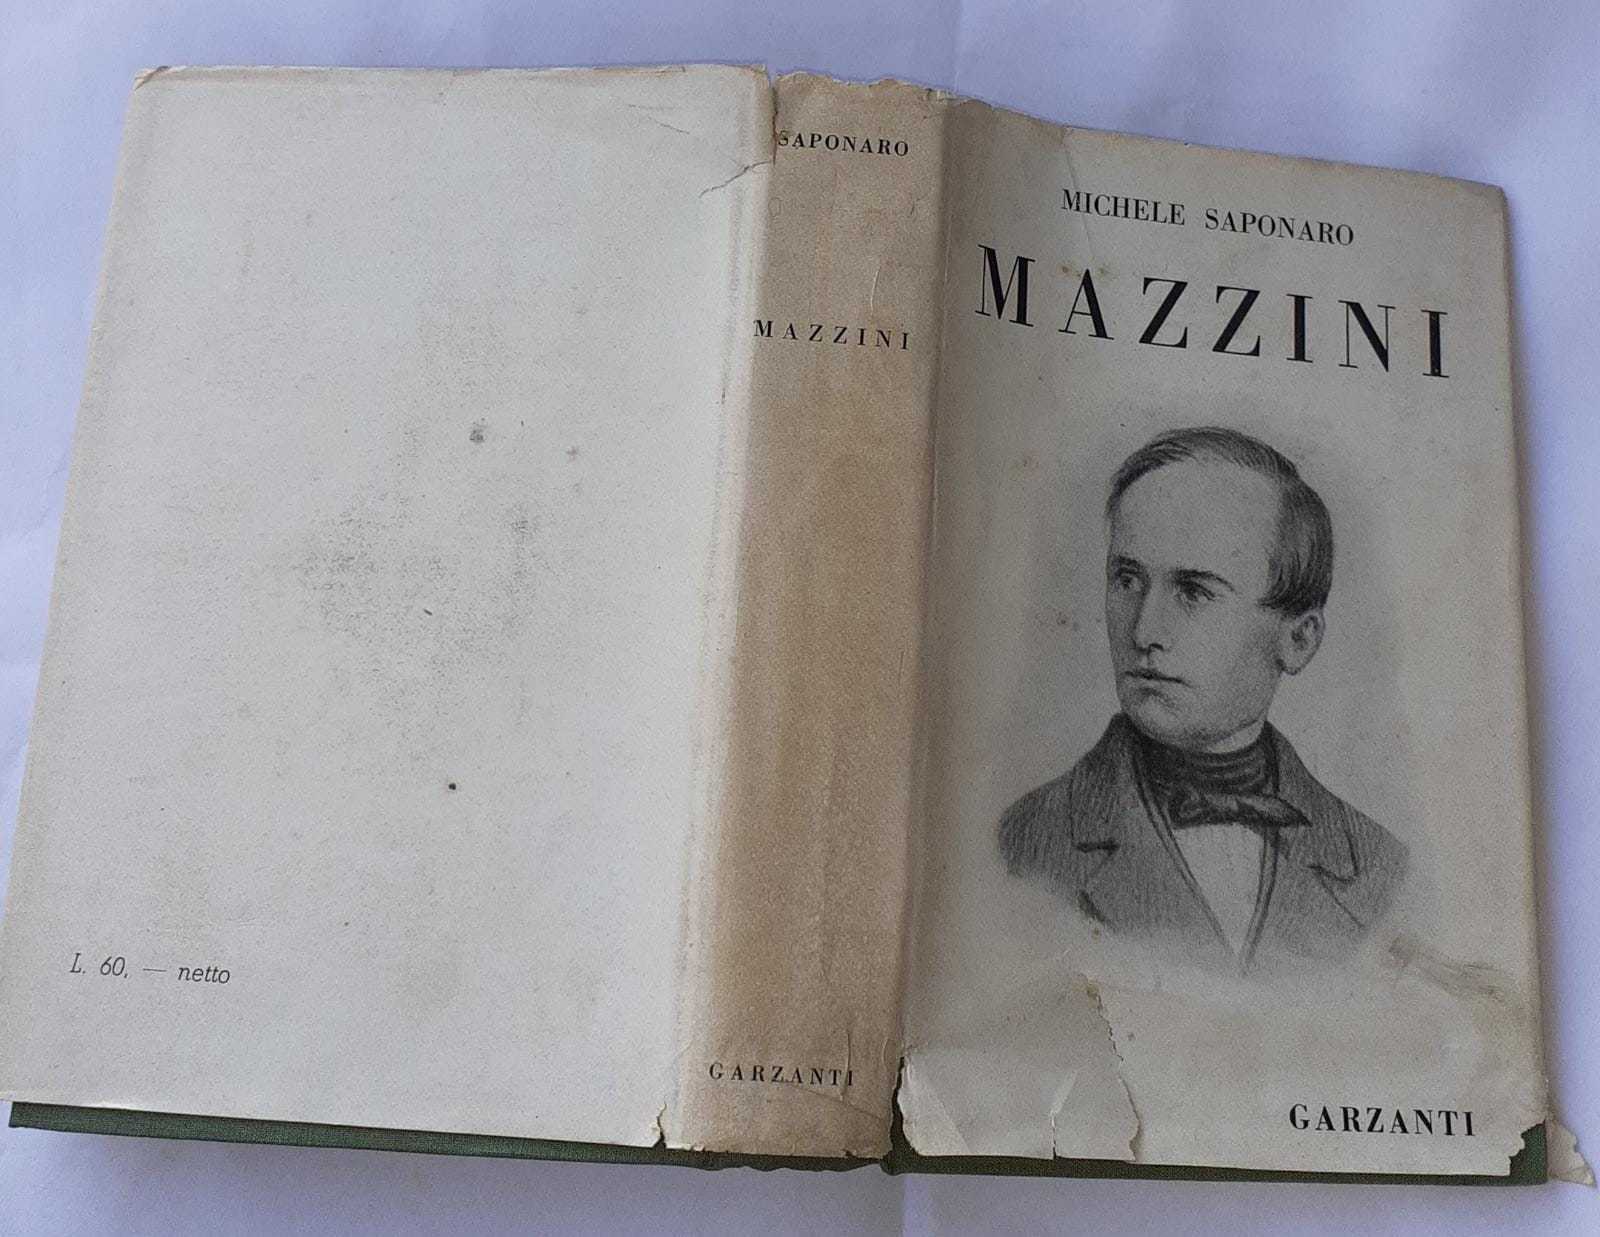 L. 60, — netto
SAPONARO
MAZZINI
GARZANTI
MICHELE SAPONARO
MAZZINI
GARZANTI